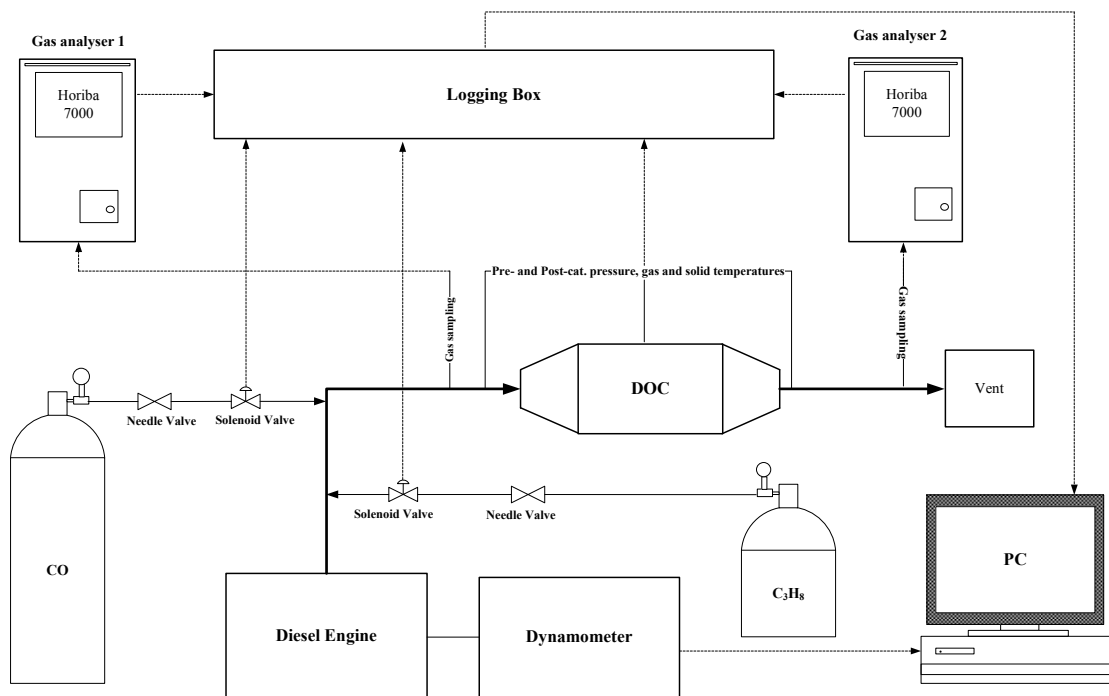 Gas analyser 1
Gas analyser 2
Horiba
7000
Logging Box
Horiba
7000
Pre- and Post-cat. pressure, gas and solid temperatures
Gas sampling
Gas sampling
DOC
Vent
Needle Valve
Solenoid Valve
Solenoid Valve
Needle Valve
CO
C₃H₈
PC
Diesel Engine
Dynamometer